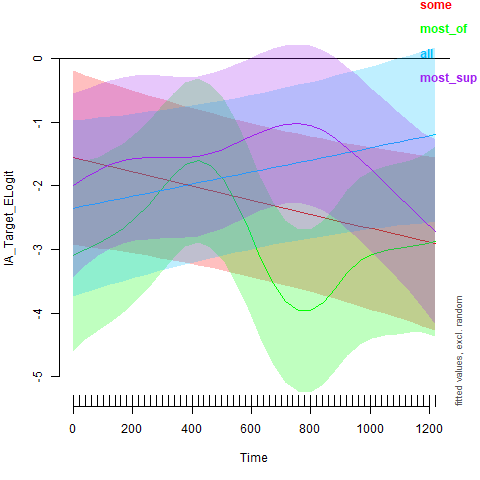 some
most_of
all
most_sup
0
-1
-2
-3
-4
-5
IA_Target_ELogit
0
200
400
600
800
1000
1200
Time
fitted values, excl. random